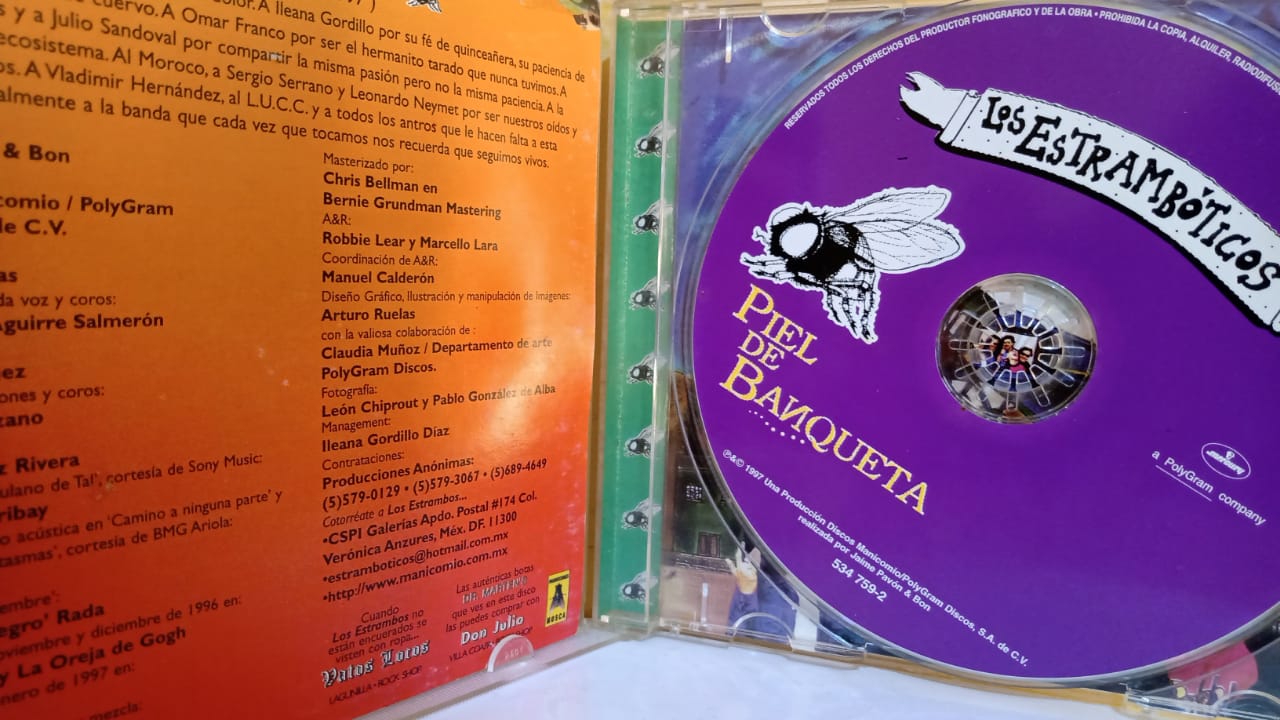 cuervo. A
color. A Ileana Gordillo por su fé de quinceañera, su paciencia de
s y a Julio Sandoval por compartir la misma pasión pero no la misma paciencia. A la
ecosistema. Al Moroco, a Sergio Serrano y Leonardo Neymet por ser nuestros oídos y
A Omar Franco por ser el hermanito tarado que nunca tuvimos. A
os. A Vladimir Hernández, al L.U.C.C. y a todos los antros que le hacen falta a esta
almente a la banda que cada vez que tocamos nos recuerda que seguimos vivos.
& Bon
comio / PolyGram
de C.V.
as
da voz y coros:
Aguirre Salmerón
ez
ones y coros:
zano
z Rivera
ulano de Tal', cortesía de Sony Music:
ribay
o acústica en 'Camino a ninguna parte' y
tasmas', cortesía de BMG Ariola:
embre':
egro' Rada
oviembre y diciembre de 1996 en:
y La Oreja de Gogh
nero de 1997 en:
mezcla:
Masterizado por:
Chris Bellman en
Bernie Grundman Mastering
A&R:
Robbie Lear y Marcello Lara
Coordinación de A&R:
Manuel Calderón
Diseño Gráfico, Ilustración y manipulación de Imágenes:
Arturo Ruelas
con la valiosa colaboración de :
Claudia Muñoz / Departamento de arte
PolyGram Discos.
Fotografía:
León Chiprout y Pablo González de Alba
Management:
Ileana Gordillo Díaz
Contrataciones:
Producciones Anónimas:
(5)579-0129 • (5)579-3067 • (5)689-4649
Cotorréate a Los Estrambos...
•CSPI Galerías Apdo. Postal #174 Col.
Verónica Anzures, Méx. DF. 11300
•estramboticos@hotmail.com.mx
•http://www.manicomio.com.mx
Cuando
Los Estrambos no
están encuerados se
visten con ropa...
Vatos Locos
LAGUNILLA • ROCK SHOP
Las auténticas botas
DR. MARTENS
que ves en este disco
las puedes comprar con
Don Julio
VILLA COAPA SHOP
MOSCA
RESERVADOS TODOS LOS DERECHOS DEL PRODUCTOR FONOGRAFICO Y DE LA OBRA • PROHIBIDA LA COPIA, ALQUILER, RADIODIFUS
LOS ESTRAMBÓTICOS
PIEL
DE
BANQUETA
mercury
a PolyGram company
℗&© 1997 Una Producción Discos Manicomio/PolyGram Discos, S.A. de C.V.
realizada por Jaime Pavón & Bon
534 759-2